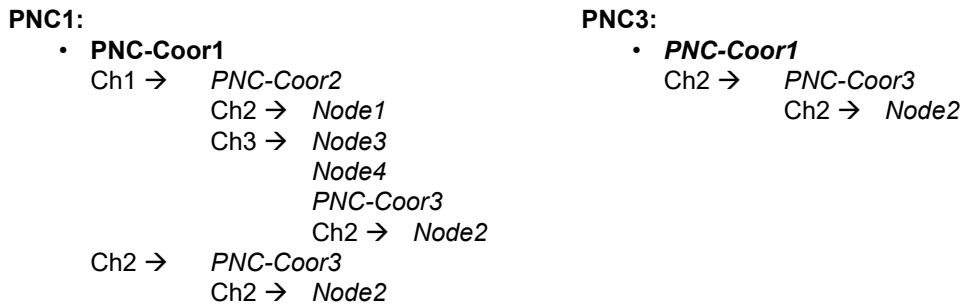 PNC1:
• PNC-Coor1
Ch1 → PNC-Coor2
Ch2 → Node1
Ch3 → Node3
Node4
PNC-Coor3
Ch2 → Node2
Ch2 → PNC-Coor3
Ch2 → Node2
PNC3:
• PNC-Coor1
Ch2 → PNC-Coor3
Ch2 → Node2